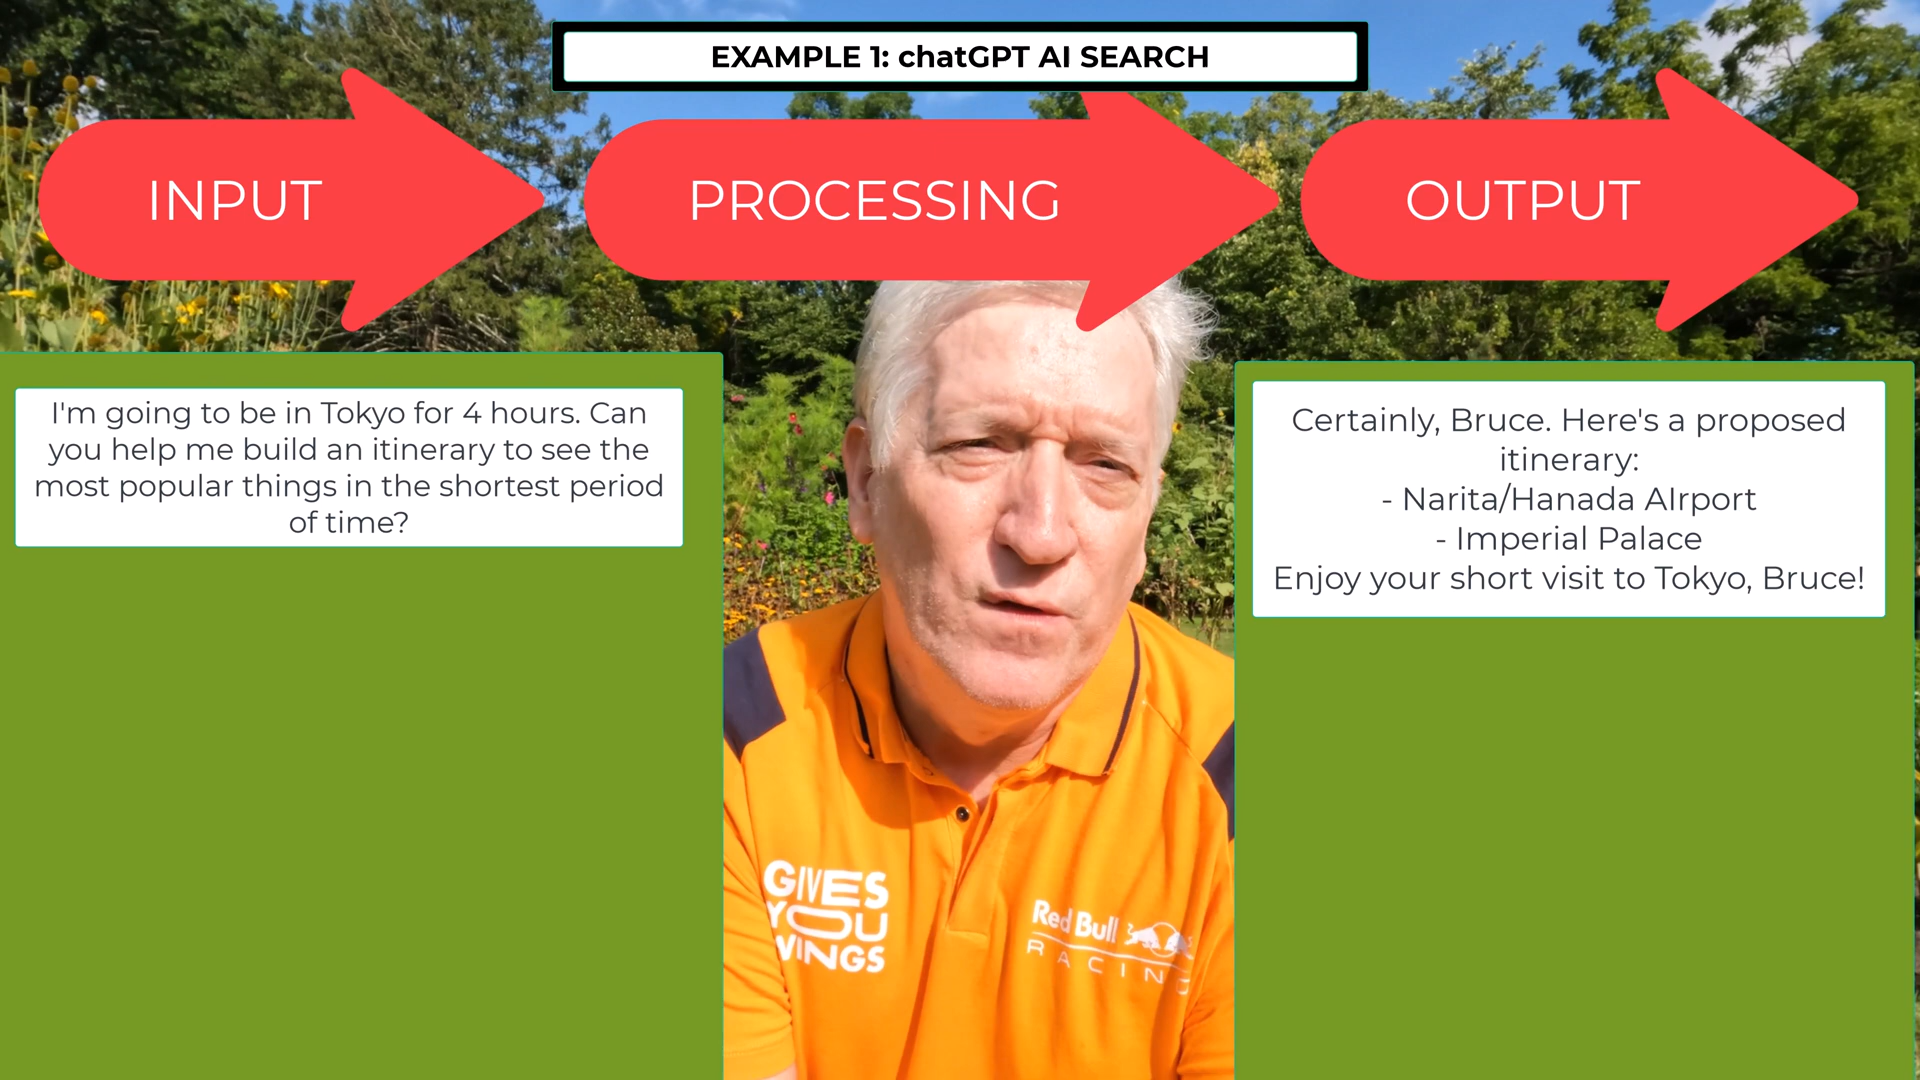 EXAMPLE 1: chatGPT AI SEARCH
INPUT
PROCESSING
OUTPUT
I'm going to be in Tokyo for 4 hours. Can
you help me build an itinerary to see the
most popular things in the shortest period
of time?
Certainly, Bruce. Here's a proposed
itinerary:
- Narita/Hanada AIrport
- Imperial Palace
Enjoy your short visit to Tokyo, Bruce!
GIVES
YOU
WINGS
Red Bull
RACING